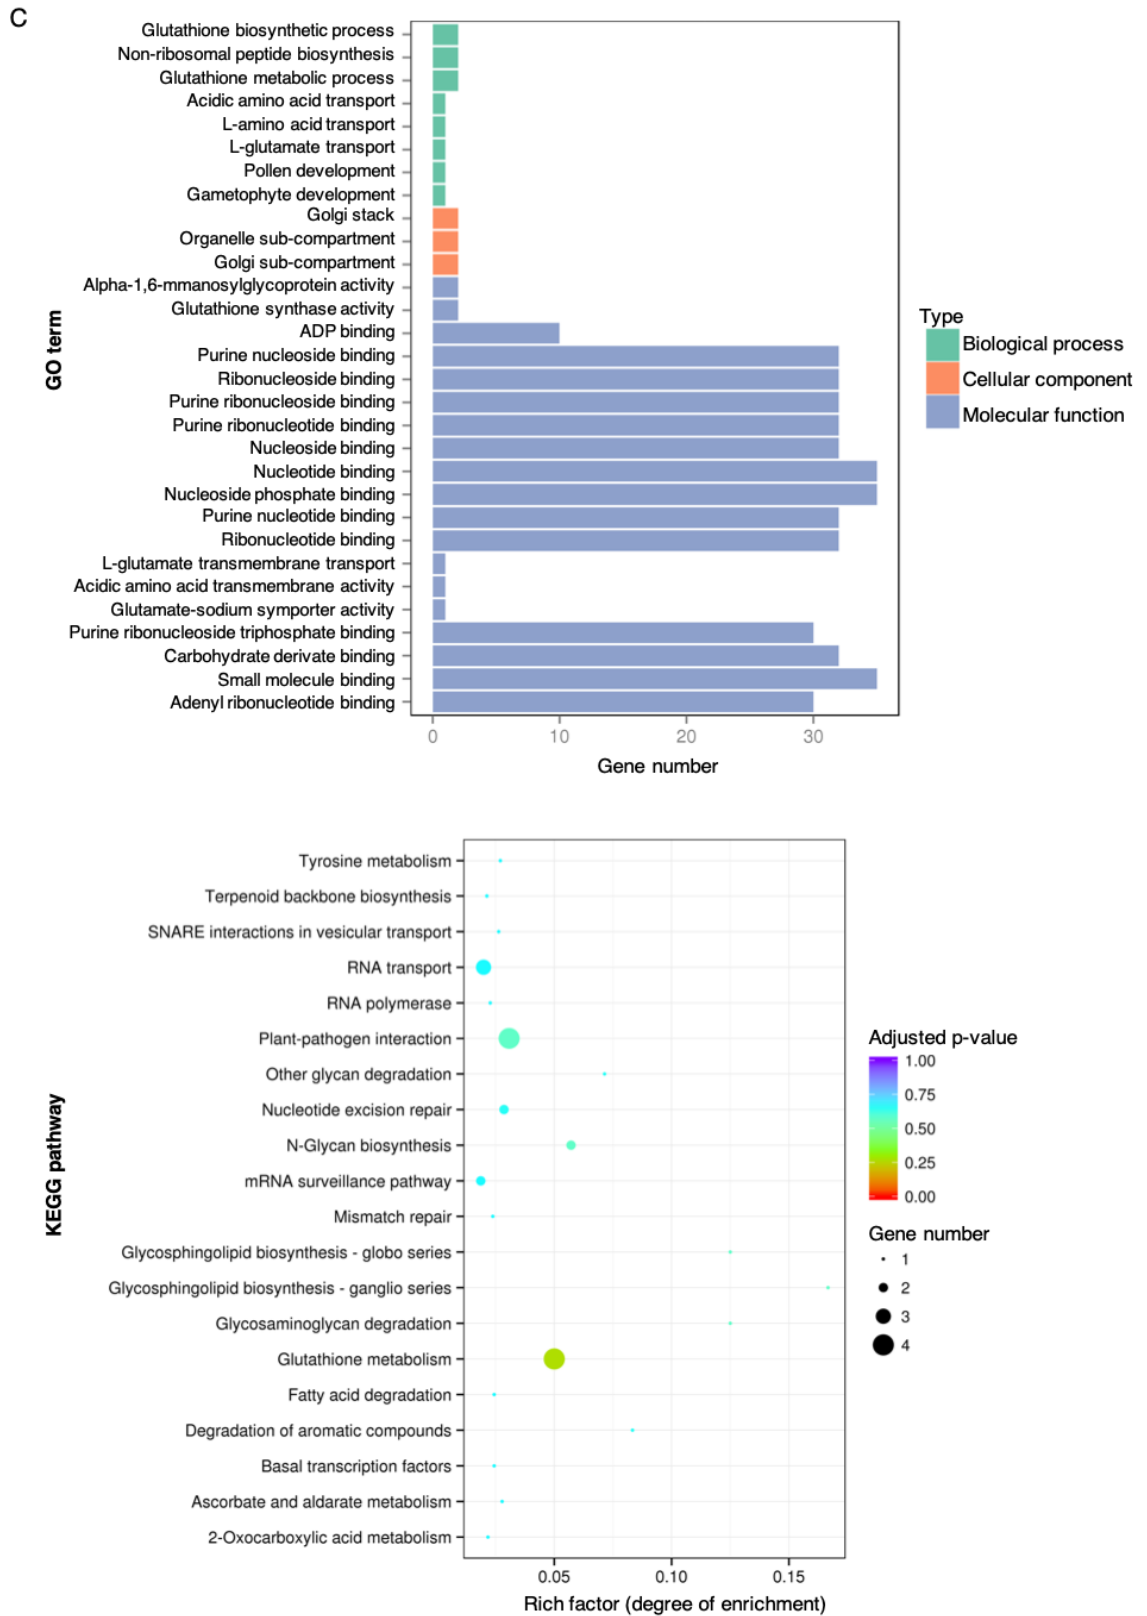 C
Glutathione biosynthetic process
Non-ribosomal peptide biosynthesis
Glutathione metabolic process
Acidic amino acid transport
L-amino acid transport
L-glutamate transport
Pollen development
Gametophyte development
Golgi stack
Organelle sub-compartment
Golgi sub-compartment
Alpha-1,6-mmanosylglycoprotein activity
Glutathione synthase activity
ADP binding
Purine nucleoside binding
Ribonucleoside binding
Purine ribonucleoside binding
Purine ribonucleotide binding
Nucleoside binding
Nucleotide binding
Nucleoside phosphate binding
Purine nucleotide binding
Ribonucleotide binding
L-glutamate transmembrane transport
Acidic amino acid transmembrane activity
Glutamate-sodium symporter activity
Purine ribonucleoside triphosphate binding
Carbohydrate derivate binding
Small molecule binding
Adenyl ribonucleotide binding
GO term
0 10 20 30
Gene number
Type
Biological process
Cellular component
Molecular function
Tyrosine metabolism
Terpenoid backbone biosynthesis
SNARE interactions in vesicular transport
RNA transport
RNA polymerase
Plant-pathogen interaction
Other glycan degradation
Nucleotide excision repair
N-Glycan biosynthesis
mRNA surveillance pathway
Mismatch repair
Glycosphingolipid biosynthesis - globo series
Glycosphingolipid biosynthesis - ganglio series
Glycosaminoglycan degradation
Glutathione metabolism
Fatty acid degradation
Degradation of aromatic compounds
Basal transcription factors
Ascorbate and aldarate metabolism
2-Oxocarboxylic acid metabolism
KEGG pathway
0.05 0.10 0.15
Rich factor (degree of enrichment)
Adjusted p-value
1.00
0.75
0.50
0.25
0.00
Gene number
1
2
3
4